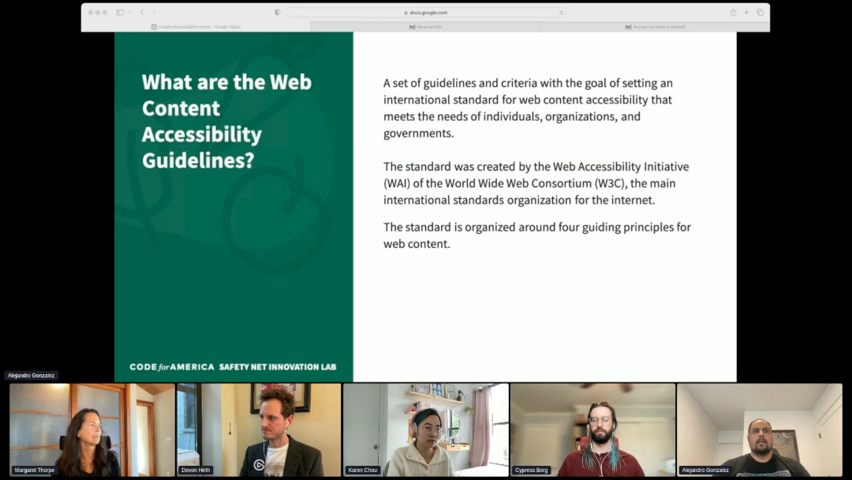 docs.google.com
What are the Web
Content
Accessibility
Guidelines?
A set of guidelines and criteria with the goal of setting an
international standard for web content accessibility that
meets the needs of individuals, organizations, and
governments.
The standard was created by the Web Accessibility Initiative
(WAI) of the World Wide Web Consortium (W3C), the main
international standards organization for the internet.
The standard is organized around four guiding principles for
web content.
CODE for AMERICA SAFETY NET INNOVATION LAB
Alejandro Gonzalez
Margaret Thorpe
Devon Hirth
Karen Chou
Cypress Borg
Alejandro Gonzalez